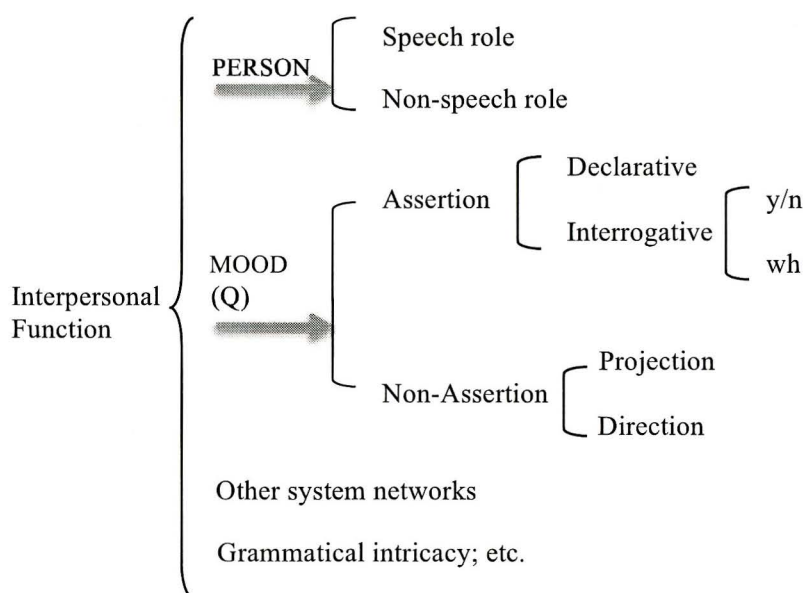 Speech role
PERSON
Non-speech role
Declarative
Assertion
y/n
Interrogative
wh
MOOD
(Q)
Interpersonal
Function
Projection
Non-Assertion
Direction
Other system networks
Grammatical intricacy; etc.